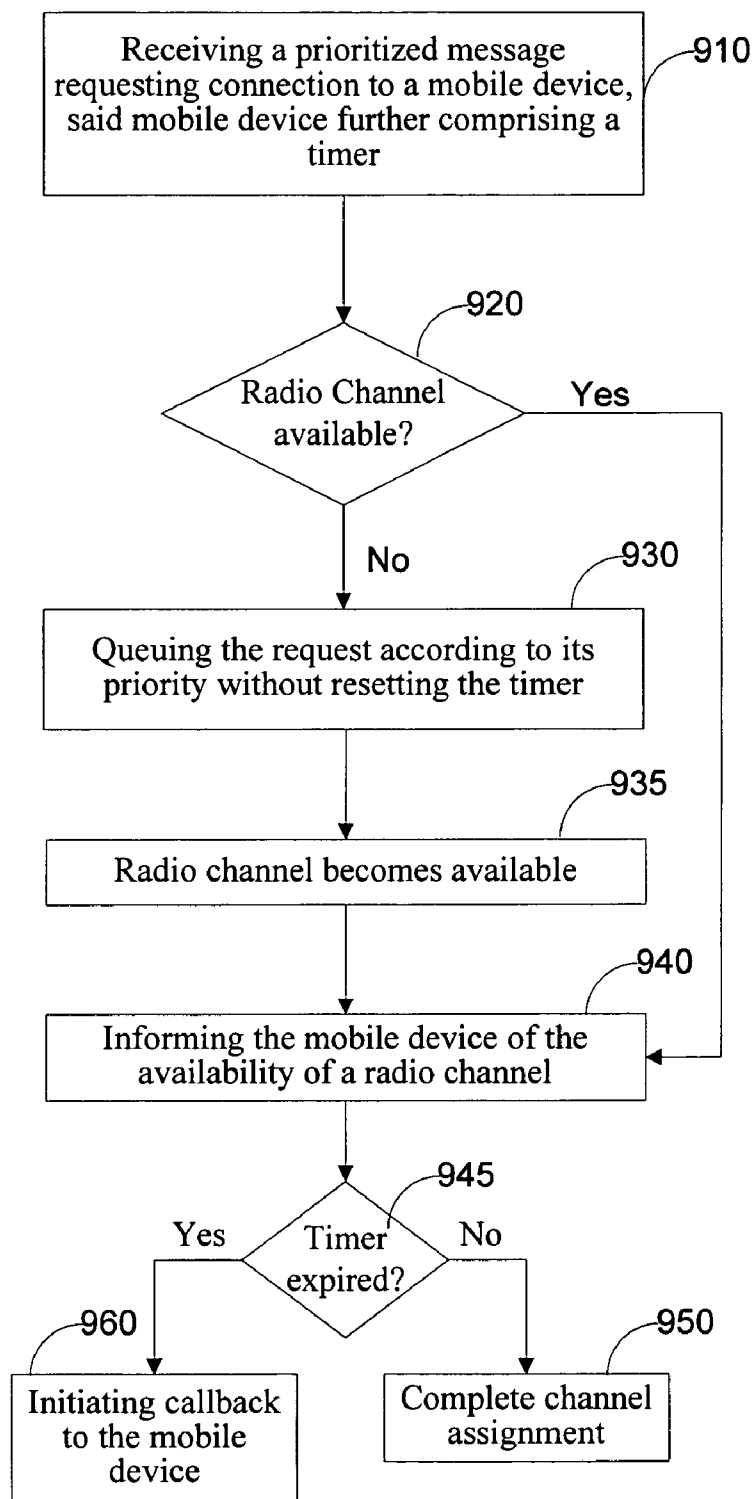 Receiving a prioritized message
requesting connection to a mobile device,
said mobile device further comprising a
timer
910
920
Radio Channel
available?
Yes
No
930
Queuing the request according to its
priority without resetting the timer
935
Radio channel becomes available
940
Informing the mobile device of the
availability of a radio channel
945
Yes
Timer
expired?
No
960
Initiating callback
to the mobile
device
950
Complete channel
assignment